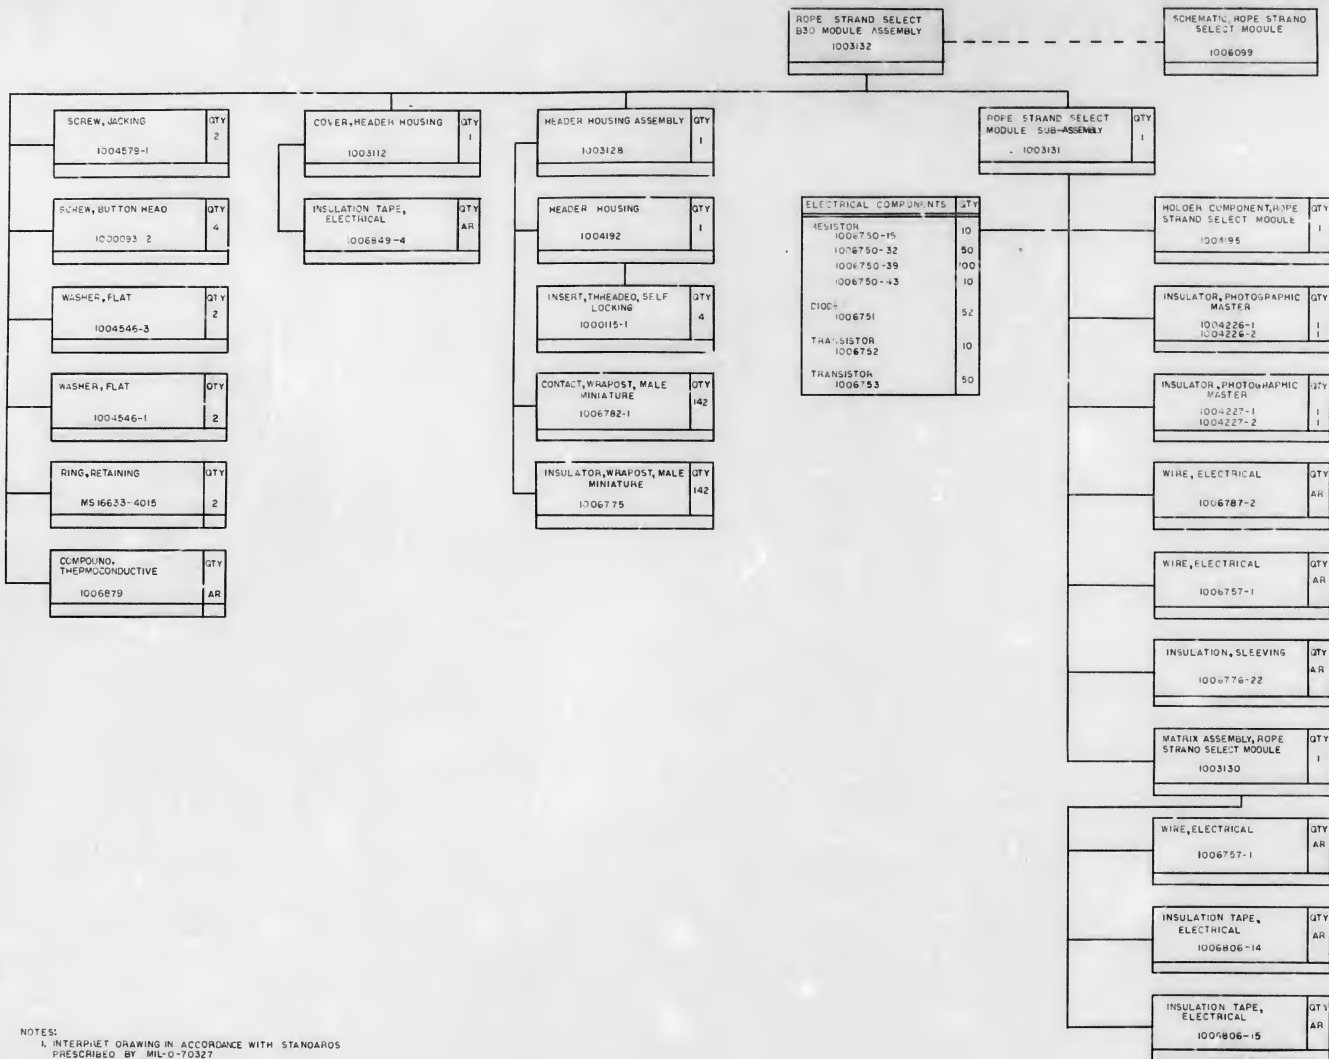 ROPE STRAND SELECT
B30 MODULE ASSEMBLY
1003132
SCHEMATIC, ROPE STRAND
SELECT MODULE
1006099
SCREW, JACKING
QTY
2
1004579-1
COVER, HEADER HOUSING
QTY
1
1003112
HEADER HOUSING ASSEMBLY
QTY
1
1003128
ROPE STRAND SELECT
MODULE SUB-ASSEMBLY
QTY
1
1003131
SCREW, BUTTON HEAD
QTY
4
1000093 2
INSULATION TAPE,
ELECTRICAL
QTY
AR
1006849-4
HEADER HOUSING
QTY
1
1004192
ELECTRICAL COMPONENTS
QTY
RESISTOR
1006750-15
10
1006750-32
50
1006750-39
100
1006750-43
10
DIODE
1006751
52
TRANSISTOR
1006752
10
TRANSISTOR
1006753
50
HOLDER COMPONENT, ROPE
STRAND SELECT MODULE
QTY
1
1004195
WASHER, FLAT
QTY
2
1004546-3
INSERT, THREADED, SELF
LOCKING
QTY
4
1000115-1
INSULATOR, PHOTOGRAPHIC
MASTER
QTY
1004226-1 1
1004226-2 1
WASHER, FLAT
QTY
2
1004546-1
CONTACT, WRAPOST, MALE
MINIATURE
QTY
142
1006782-1
INSULATOR, PHOTOGRAPHIC
MASTER
QTY
1004227-1 1
1004227-2 1
RING, RETAINING
QTY
2
MS16633-4015
INSULATOR, WRAPOST, MALE
MINIATURE
QTY
142
1006775
WIRE, ELECTRICAL
QTY
AR
1006787-2
COMPOUND,
THERMOCONDUCTIVE
QTY
AR
1006879
WIRE, ELECTRICAL
QTY
AR
1006757-1
INSULATION, SLEEVING
QTY
AR
1006776-22
MATRIX ASSEMBLY, ROPE
STRAND SELECT MODULE
QTY
1
1003130
WIRE, ELECTRICAL
QTY
AR
1006757-1
INSULATION TAPE,
ELECTRICAL
QTY
AR
1006806-14
INSULATION TAPE,
ELECTRICAL
QTY
AR
1006806-15
NOTES:
1. INTERPRET DRAWING IN ACCORDANCE WITH STANDARDS
PRESCRIBED BY MIL-D-70327